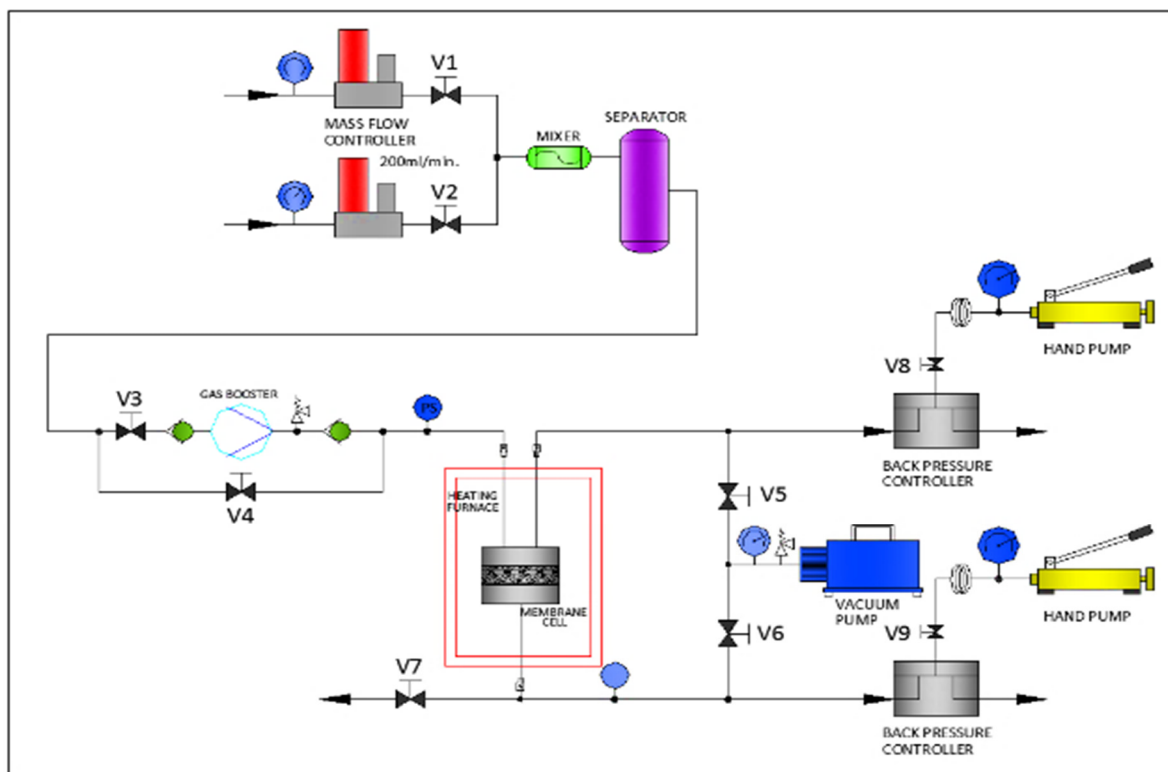 V1
MASS FLOW
CONTROLLER
200ml/min.
V2
MIXER
SEPARATOR
HAND PUMP
V8
BACK PRESSURE
CONTROLLER
V3
GAS BOOSTER
PS
V4
HEATING
FURNACE
MEMBRANE
CELL
V5
VACUUM
PUMP
V6
HAND PUMP
V9
V7
BACK PRESSURE
CONTROLLER